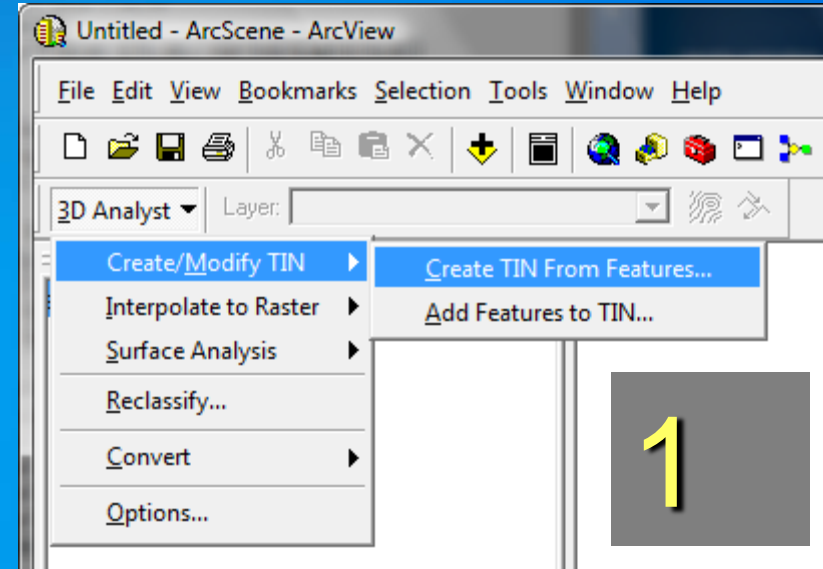 Untitled - ArcScene - ArcView
File Edit View Bookmarks Selection Tools Window Help
3D Analyst Layer:
Create/Modify TIN
Create TIN From Features...
Interpolate to Raster
Add Features to TIN...
Surface Analysis
Reclassify...
Convert
Options...
1